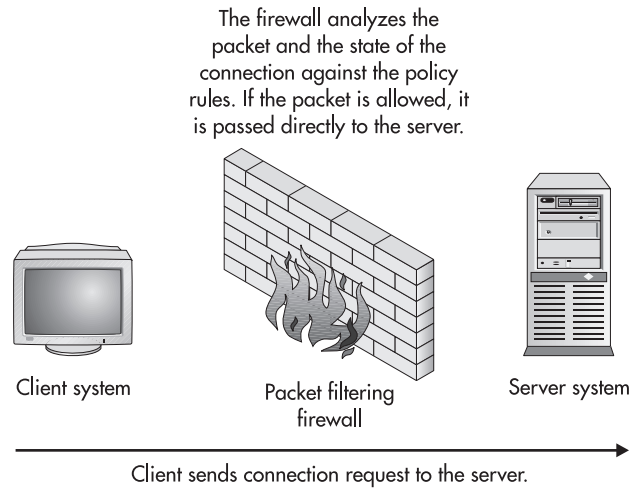 The firewall analyzes the
packet and the state of the
connection against the policy
rules. If the packet is allowed, it
is passed directly to the server.
Client system
Packet filtering
firewall
Server system
Client sends connection request to the server.